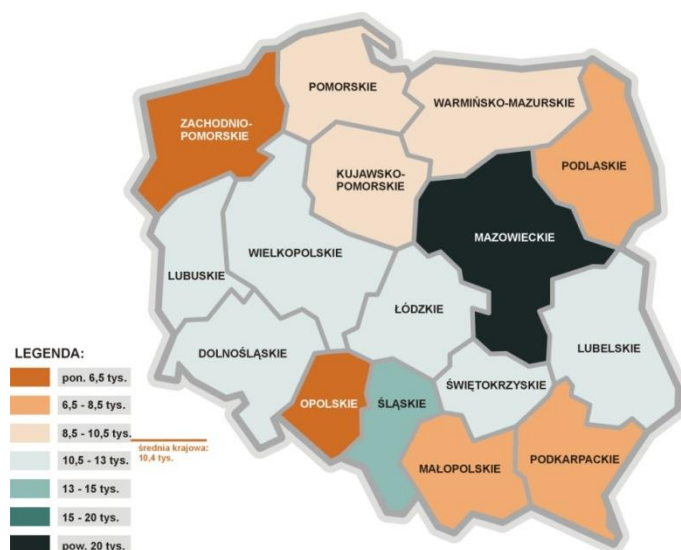 POMORSKIE
WARMIŃSKO-MAZURSKIE
ZACHODNIO-
POMORSKIE
PODLASKIE
KUJAWSKO-
POMORSKIE
MAZOWIECKIE
WIELKOPOLSKIE
LUBUSKIE
ŁÓDZKIE
LUBELSKIE
DOLNOŚLĄSKIE
ŚWIĘTOKRZYSKIE
OPOLSKIE
ŚLĄSKIE
MAŁOPOLSKIE
PODKARPACKIE
LEGENDA:
pon. 6,5 tys.
6,5 - 8,5 tys.
8,5 - 10,5 tys.
średnia krajowa:
10,4 tys.
10,5 - 13 tys.
13 - 15 tys.
15 - 20 tys.
pow. 20 tys.